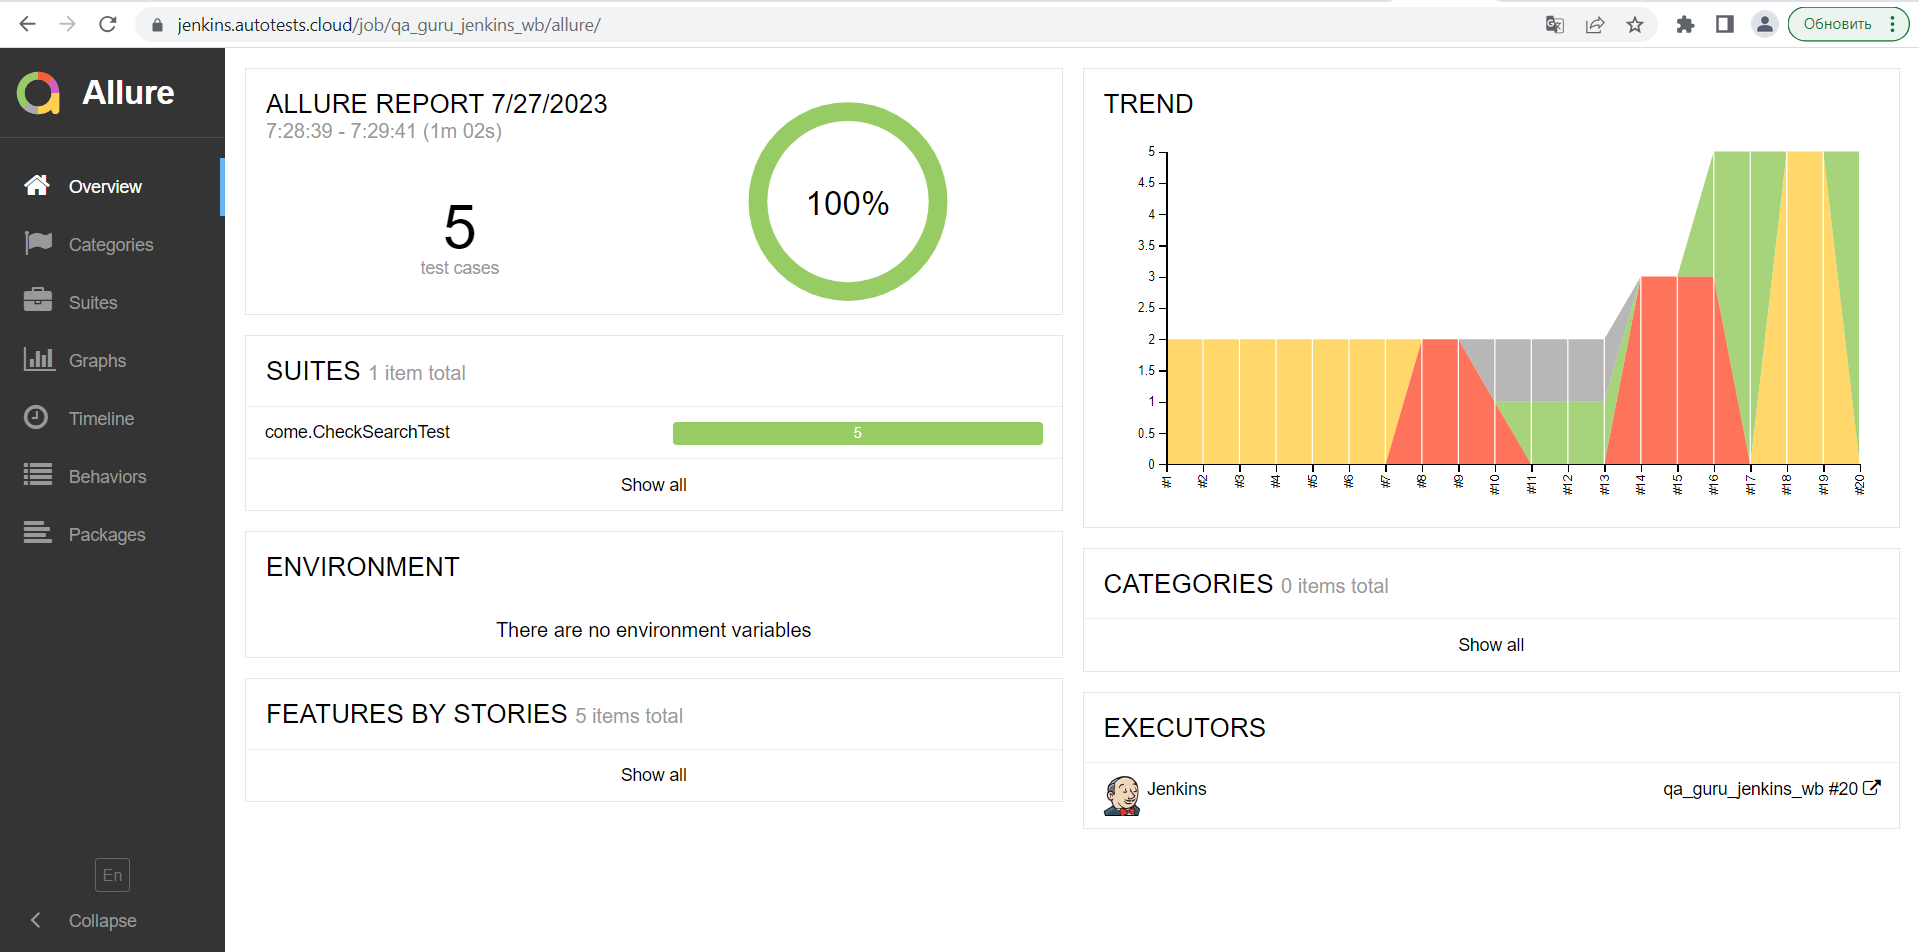 jenkins.autotests.cloud/job/qa_guru_jenkins_wb/allure/
Обновить
Allure
Overview
Categories
Suites
Graphs
Timeline
Behaviors
Packages
En
Collapse
ALLURE REPORT 7/27/2023
7:28:39 - 7:29:41 (1m 02s)
5
test cases
100%
SUITES 1 item total
come.CheckSearchTest 5
Show all
ENVIRONMENT
There are no environment variables
FEATURES BY STORIES 5 items total
Show all
TREND
5
4.5
4
3.5
3
2.5
2
1.5
1
0.5
0
#1 #2 #3 #4 #5 #6 #7 #8 #9 #10 #11 #12 #13 #14 #15 #16 #17 #18 #19 #20
CATEGORIES 0 items total
Show all
EXECUTORS
Jenkins qa_guru_jenkins_wb #20